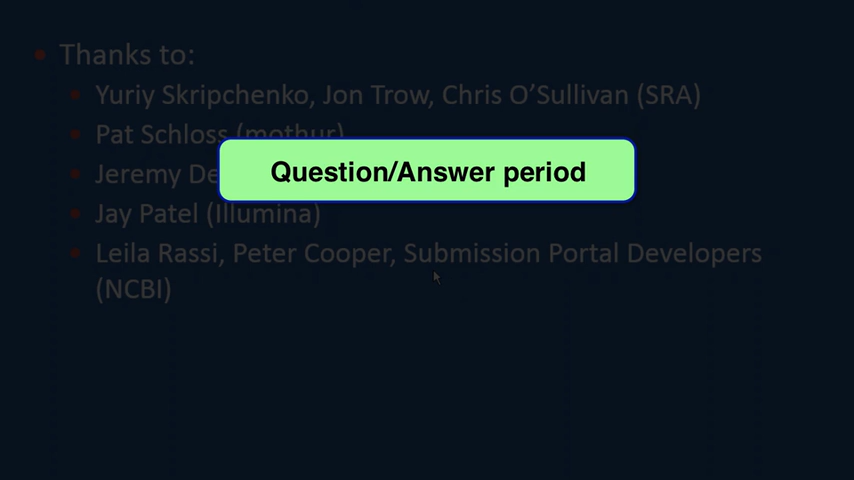 Thanks to:
Yuriy Skripchenko, Jon Trow, Chris O'Sullivan (SRA)
Pat Schloss (mothur)
Question/Answer period
Jeremy
Jay Patel (Illumina)
Leila Rassi, Peter Cooper, Submission Portal Developers
(NCBI)